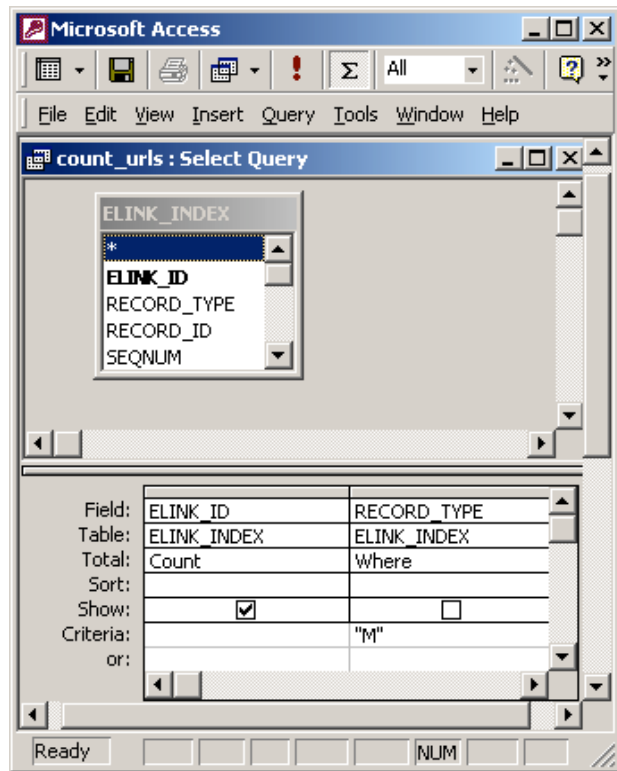 Microsoft Access
Σ All
File Edit View Insert Query Tools Window Help
count_urls : Select Query
ELINK_INDEX
*
ELINK_ID
RECORD_TYPE
RECORD_ID
SEQNUM
Field: ELINK_ID RECORD_TYPE
Table: ELINK_INDEX ELINK_INDEX
Total: Count Where
Sort:
Show:
Criteria: "M"
or:
Ready NUM